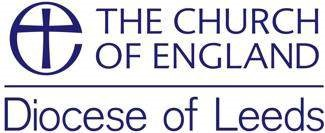 THE CHURCH
OF ENGLAND
Diocese of Leeds